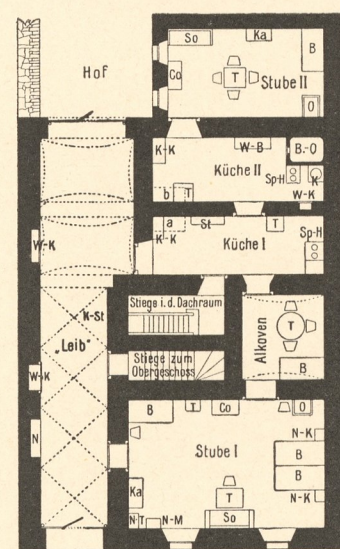 So
Ka
B
Co
T
Stube II
O
Hof
K-K
W-B
B.-O
Küche II
Sp-H
K
b
T
W-K
a
St
T
Sp-H
K-K
Küche I
W-K
K-St
„Leib“
Stiege i.d. Dachraum
Stiege zum
Obergeschoss
Alkoven
T
B
W-K
N
B
T
Co
O
N-K
Stube I
B
B
Ka
T
N-K
N
T
N-M
So